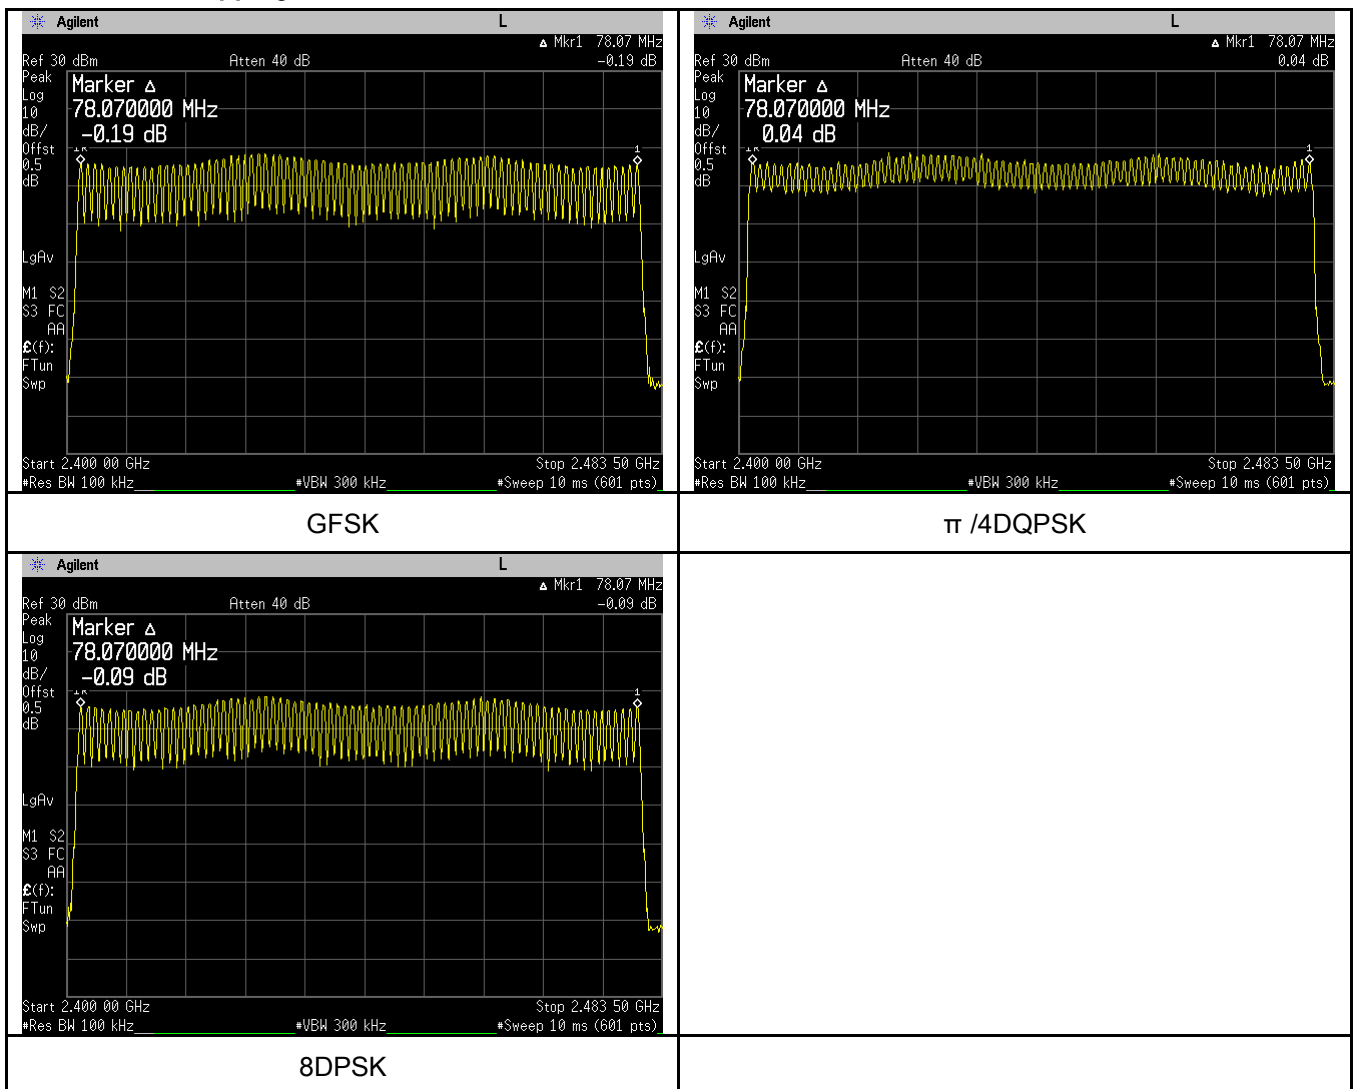 Agilent L
Δ Mkr1 78.07 MHz
Ref 30 dBm Atten 40 dB -0.19 dB
Peak
Log
10
dB/
Offst
0.5
dB
Marker Δ
78.070000 MHz
-0.19 dB
1R
1
LgAv
M1 S2
S3 FC
AA
£(f):
FTun
Swp
Start 2.400 00 GHz Stop 2.483 50 GHz
#Res BW 100 kHz #VBW 300 kHz #Sweep 10 ms (601 pts)
GFSK
Agilent L
Δ Mkr1 78.07 MHz
Ref 30 dBm Atten 40 dB 0.04 dB
Peak
Log
10
dB/
Offst
0.5
dB
Marker Δ
78.070000 MHz
0.04 dB
1R
1
LgAv
M1 S2
S3 FC
AA
£(f):
FTun
Swp
Start 2.400 00 GHz Stop 2.483 50 GHz
#Res BW 100 kHz #VBW 300 kHz #Sweep 10 ms (601 pts)
π /4DQPSK
Agilent L
Δ Mkr1 78.07 MHz
Ref 30 dBm Atten 40 dB -0.09 dB
Peak
Log
10
dB/
Offst
0.5
dB
Marker Δ
78.070000 MHz
-0.09 dB
1R
1
LgAv
M1 S2
S3 FC
AA
£(f):
FTun
Swp
Start 2.400 00 GHz Stop 2.483 50 GHz
#Res BW 100 kHz #VBW 300 kHz #Sweep 10 ms (601 pts)
8DPSK